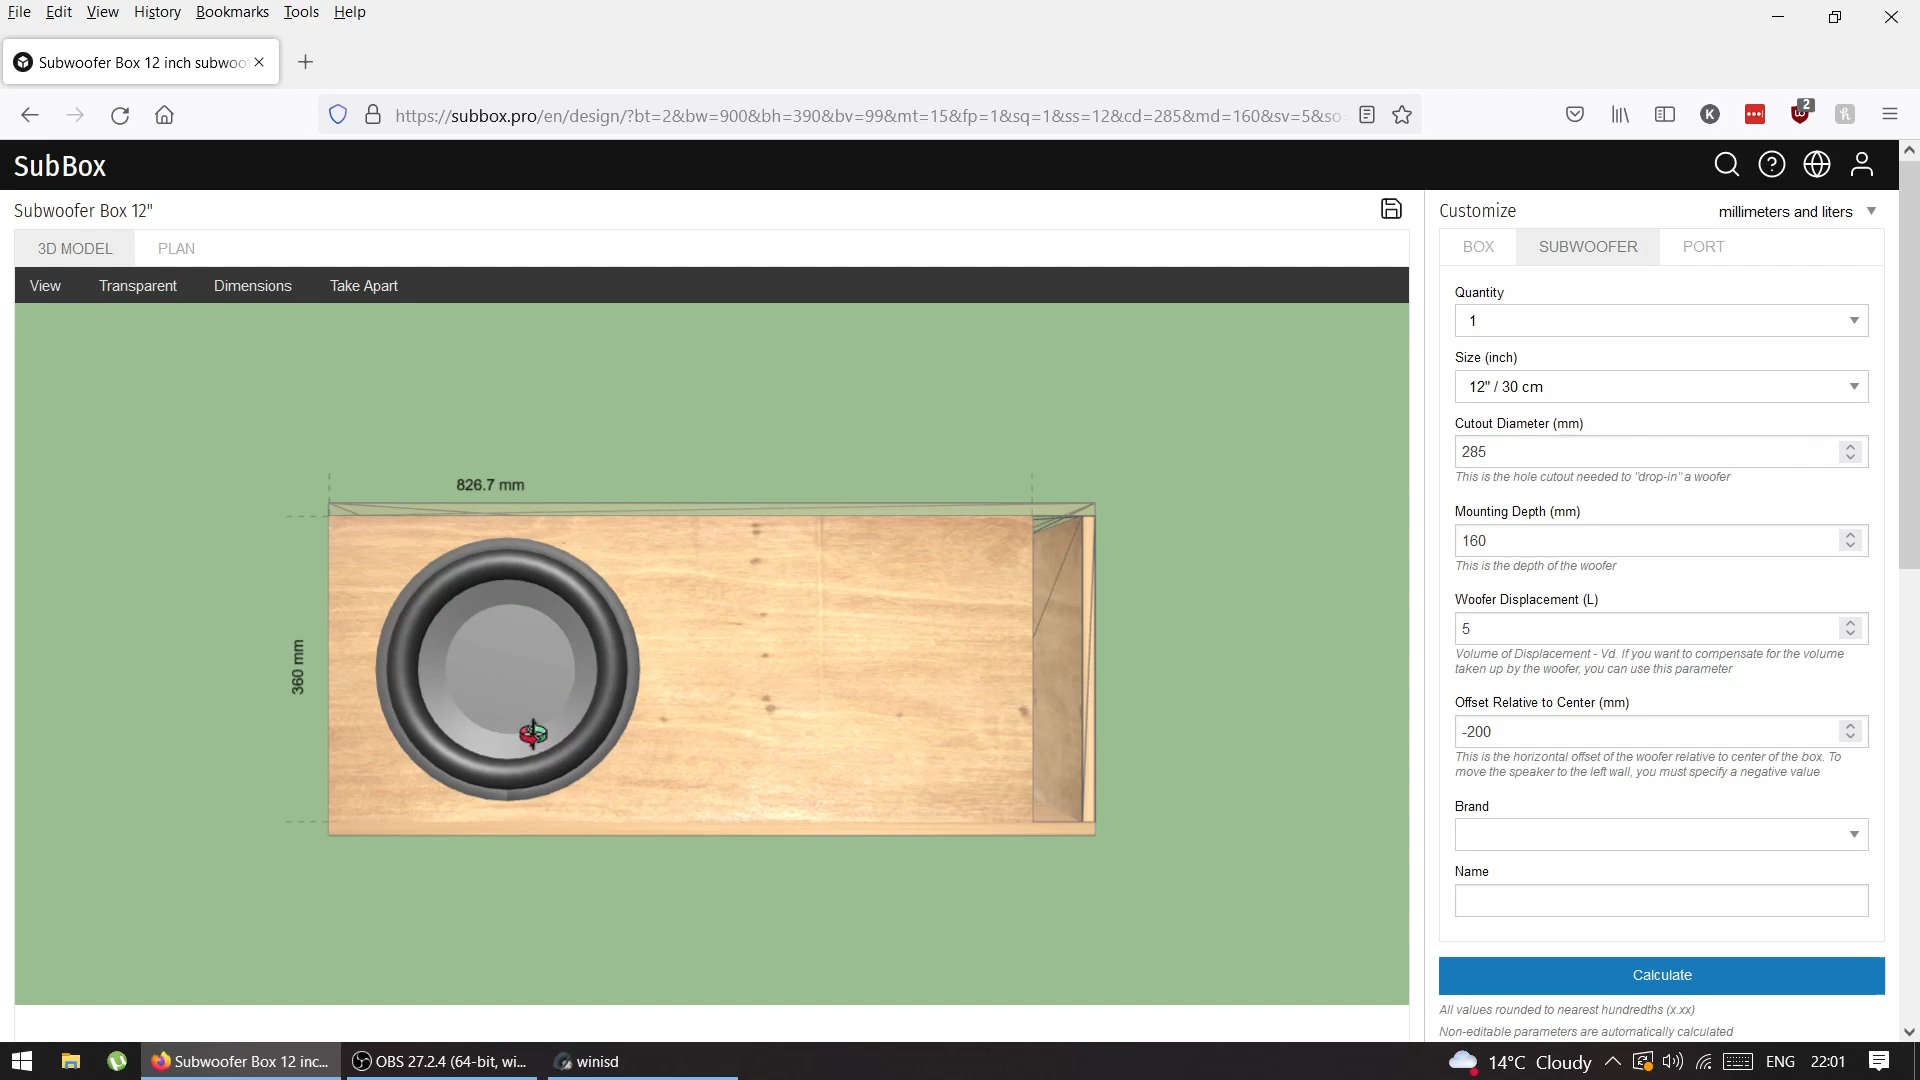 File Edit View History Bookmarks Tools Help
Subwoofer Box 12 inch subwoo
https://subbox.pro/en/design/?bt=2&bw=900&bh=390&bv=99&mt=15&fp=1&sq=1&ss=12&cd=285&md=160&sv=5&so=
2
SubBox
Subwoofer Box 12"
Customize
millimeters and liters
3D MODEL PLAN
BOX SUBWOOFER PORT
View Transparent Dimensions Take Apart
826.7 mm
360 mm
Quantity
1
Size (inch)
12" / 30 cm
Cutout Diameter (mm)
285
This is the hole cutout needed to "drop-in" a woofer
Mounting Depth (mm)
160
This is the depth of the woofer
Woofer Displacement (L)
5
Volume of Displacement - Vd. If you want to compensate for the volume
taken up by the woofer, you can use this parameter
Offset Relative to Center (mm)
-200
This is the horizontal offset of the woofer relative to center of the box. To
move the speaker to the left wall, you must specify a negative value
Brand
Name
Calculate
All values rounded to nearest hundredths (x.xx)
Non-editable parameters are automatically calculated
Subwoofer Box 12 inc... OBS 27.2.4 (64-bit, wi... winisd 14°C Cloudy ENG 22:01